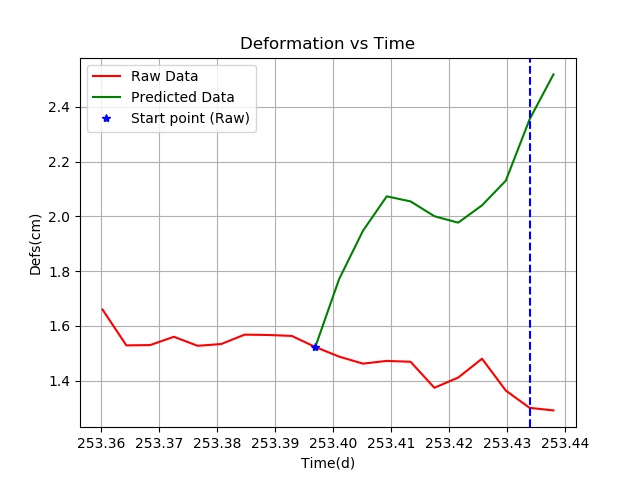 Deformation vs Time
Raw Data
Predicted Data
Start point (Raw)
Defs(cm)
2.4
2.2
2.0
1.8
1.6
1.4
253.36 253.37 253.38 253.39 253.40 253.41 253.42 253.43 253.44
Time(d)